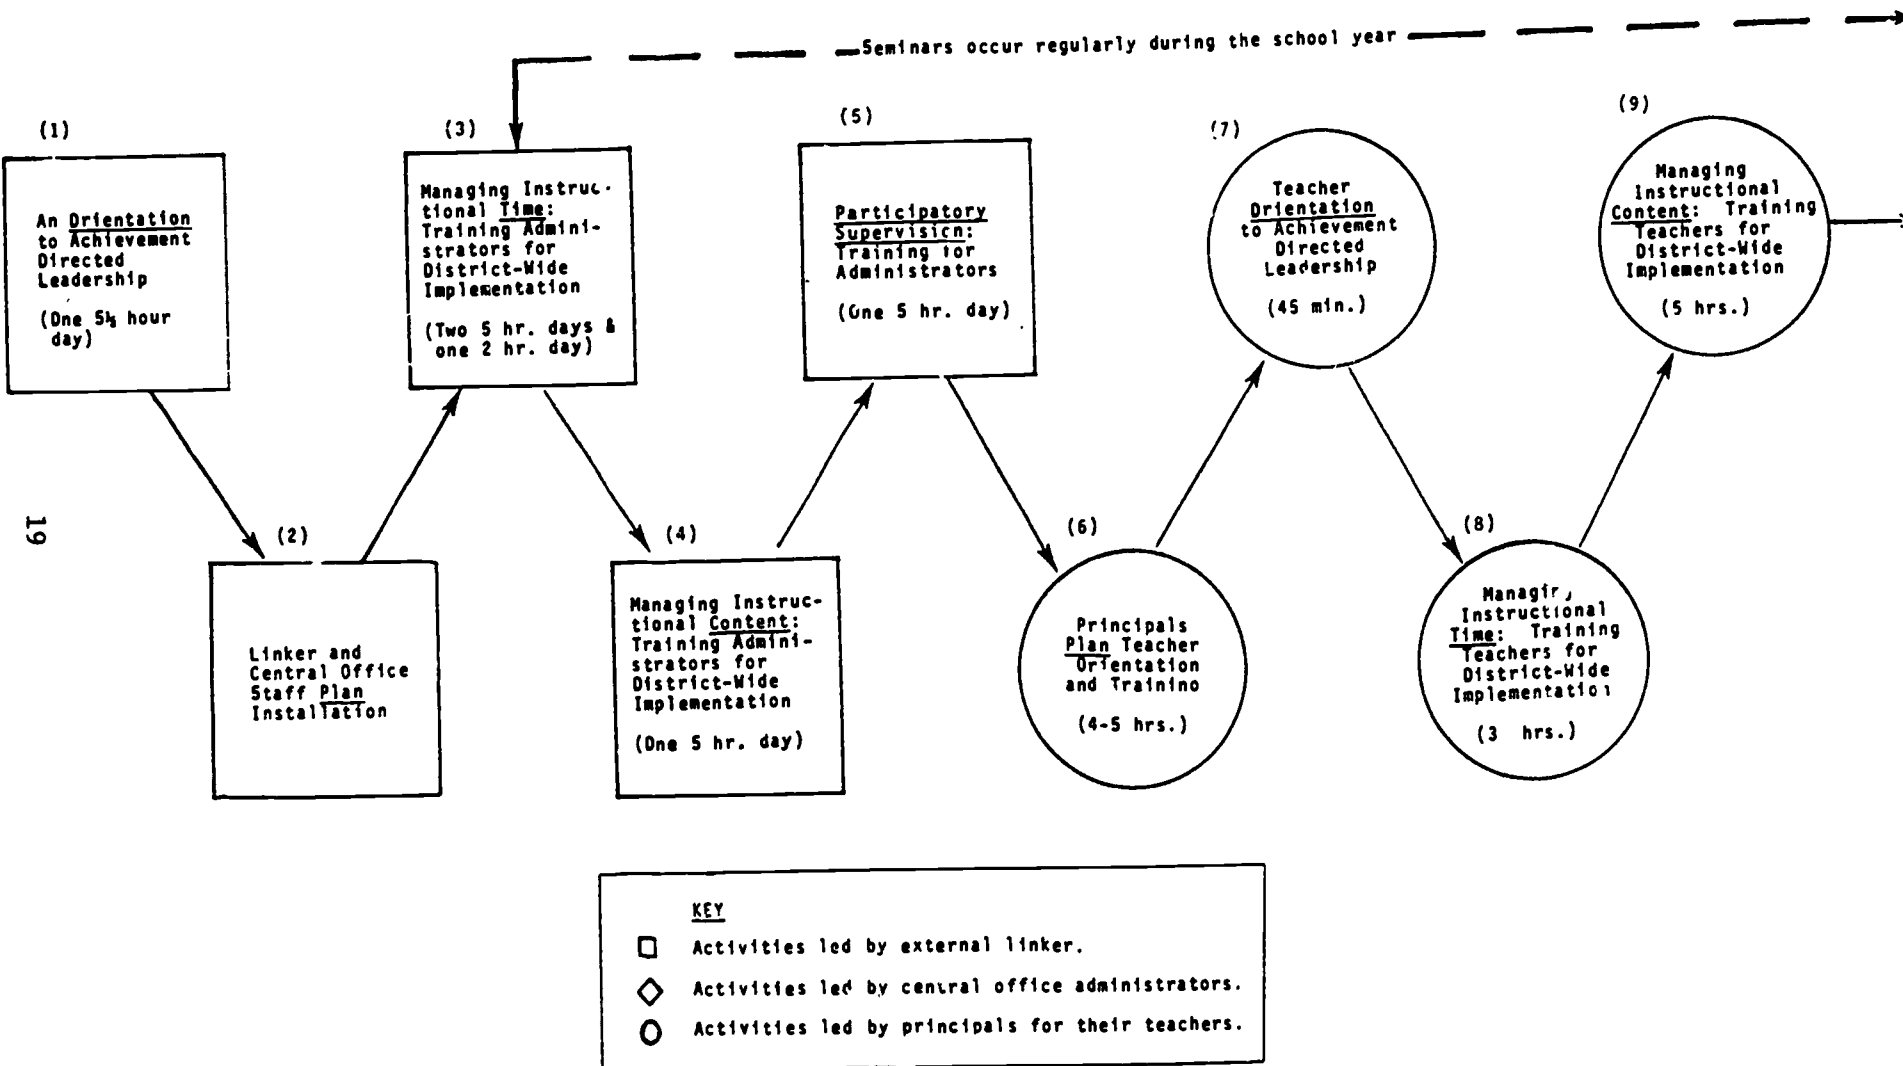 Seminars occur regularly during the school year
(1)
An Orientation
to Achievement
Directed
Leadership
(One 5½ hour
day)
(2)
Linker and
Central Office
Staff Plan
Installation
(3)
Managing Instruc-
tional Time:
Training Admini-
strators for
District-Wide
Implementation
(Two 5 hr. days &
one 2 hr. day)
(4)
Managing Instruc-
tional Content:
Training Admini-
strators for
District-Wide
Implementation
(One 5 hr. day)
(5)
Participatory
Supervision:
Training for
Administrators
(One 5 hr. day)
(6)
Principals
Plan Teacher
Orientation
and Training
(4-5 hrs.)
(7)
Teacher
Orientation
to Achievement
Directed
Leadership
(45 min.)
(8)
Managing
Instructional
Time: Training
Teachers for
District-Wide
Implementation
(3 hrs.)
(9)
Managing
Instructional
Content: Training
Teachers for
District-Wide
Implementation
(5 hrs.)
19
KEY
Activities led by external linker.
Activities led by central office administrators.
Activities led by principals for their teachers.